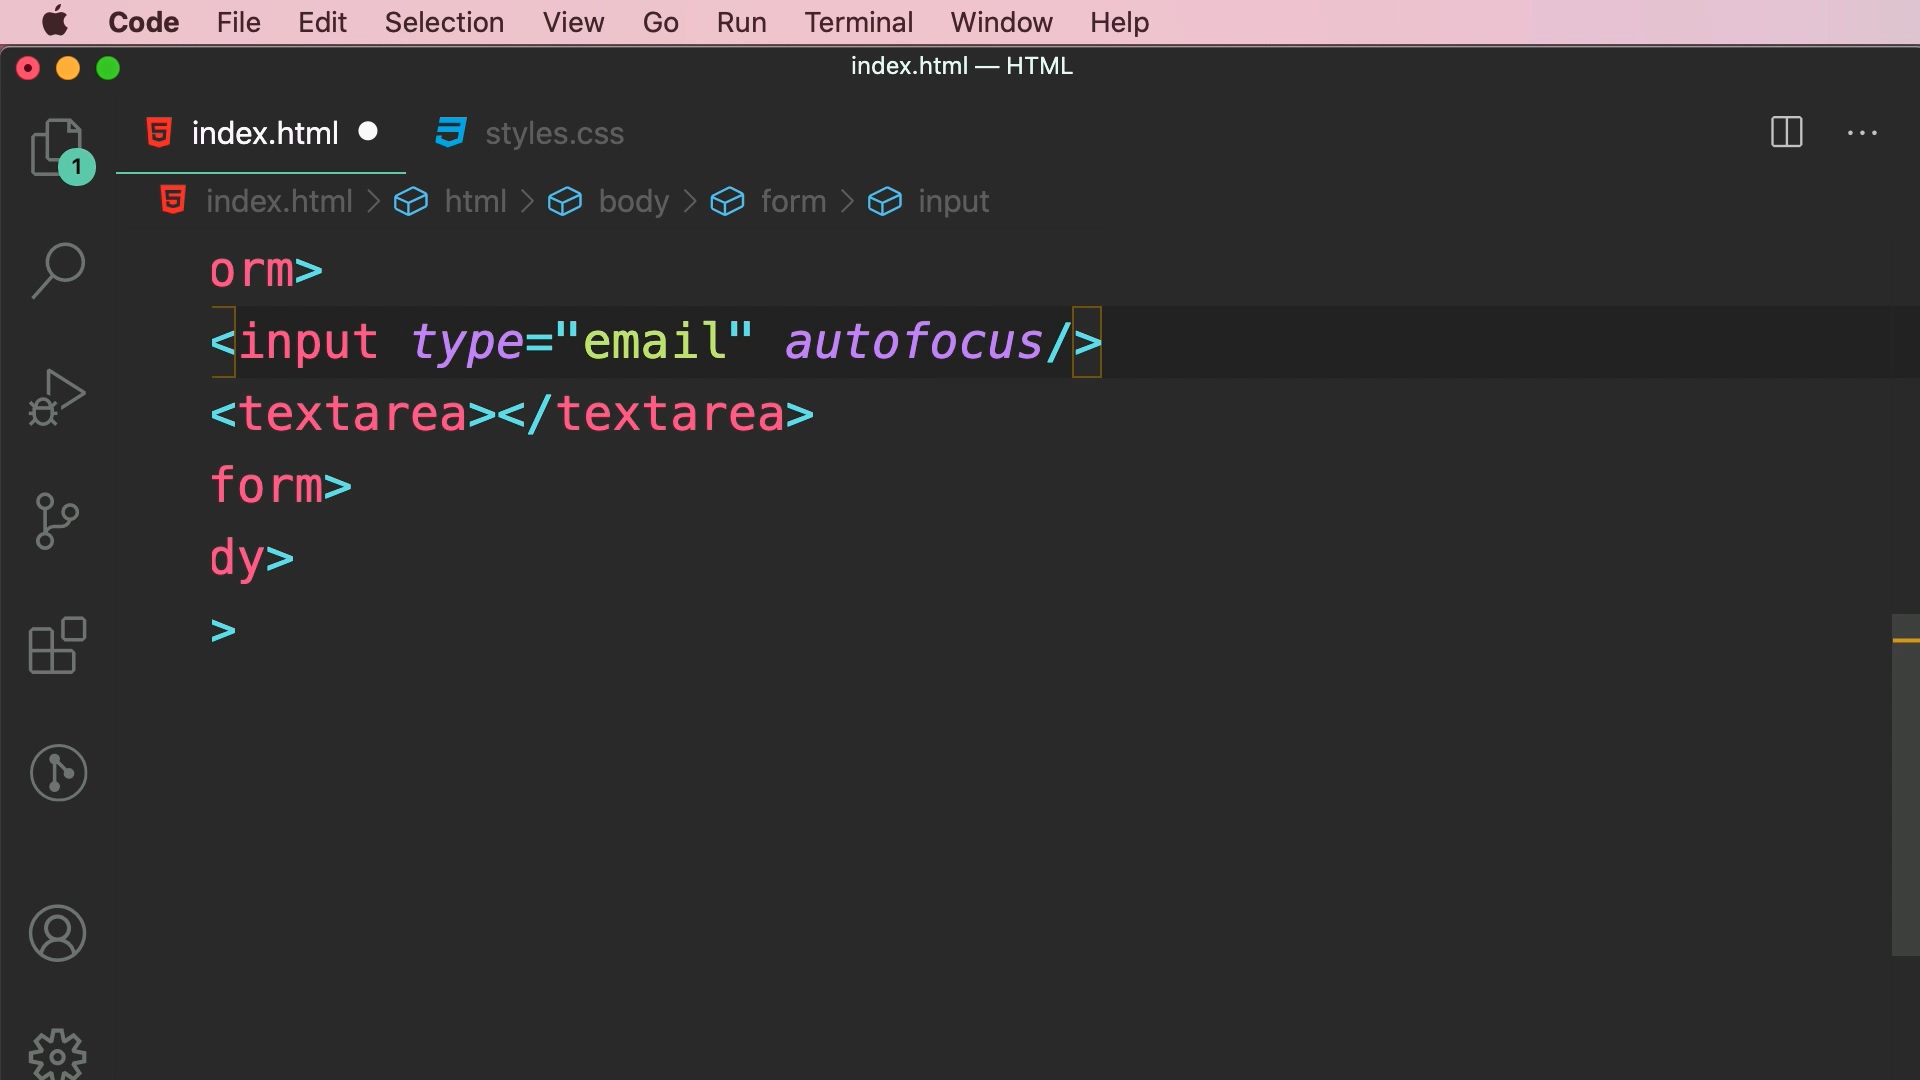 Code File Edit Selection View Go Run Terminal Window Help
index.html — HTML
index.html styles.css
1
index.html > html > body > form > input
orm>
<input type="email" autofocus/>
<textarea></textarea>
form>
dy>
>